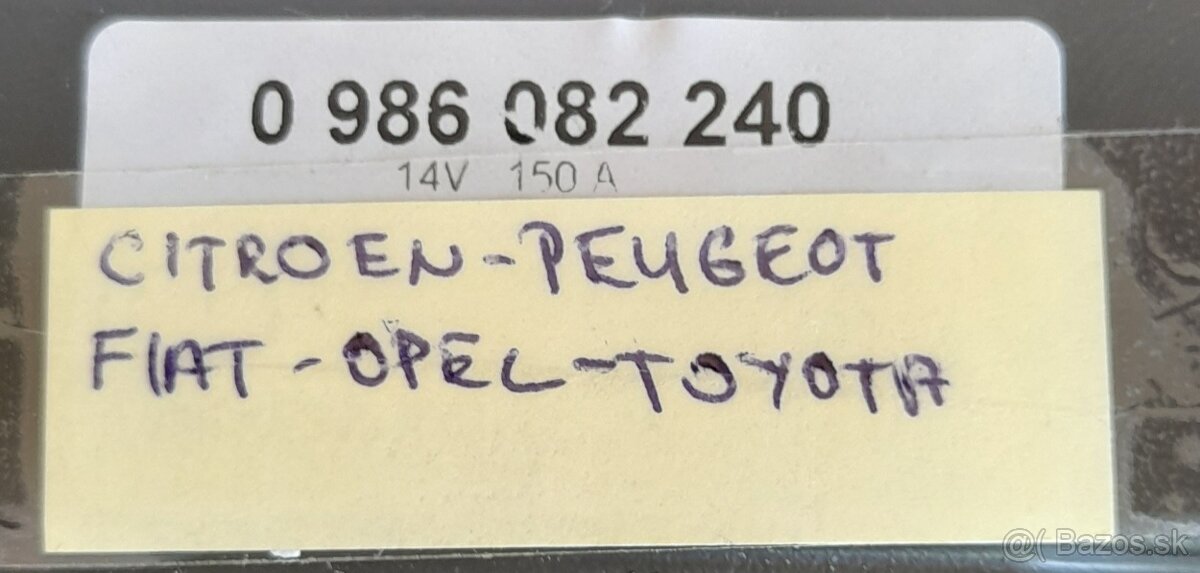 0 986 082 240
14V 150 A
CITROEN-PEUGEOT
FIAT-OPEL-TOYOTA
@( Bazos.sk